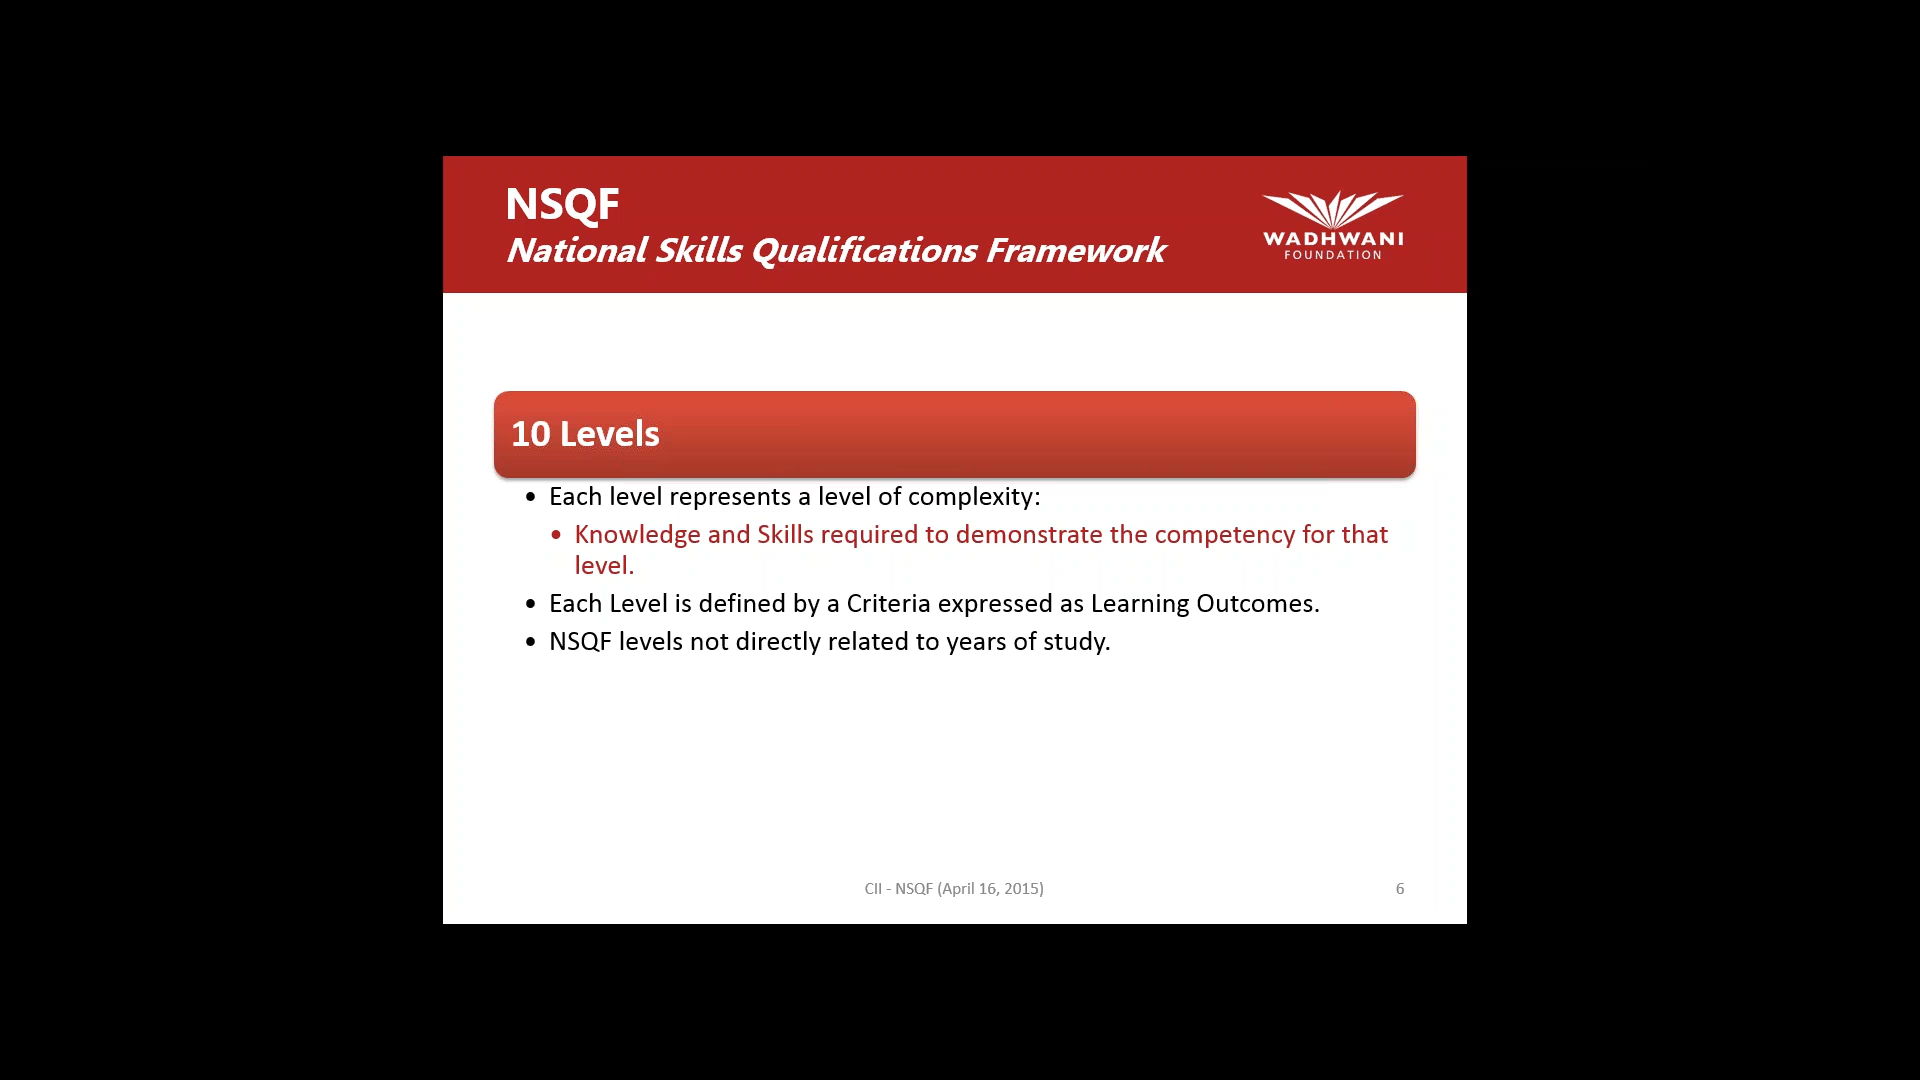 NSQF
National Skills Qualifications Framework
WADHWANI
FOUNDATION
10 Levels
• Each level represents a level of complexity:
• Knowledge and Skills required to demonstrate the competency for that
level.
• Each Level is defined by a Criteria expressed as Learning Outcomes.
• NSQF levels not directly related to years of study.
CII - NSQF (April 16, 2015)
6